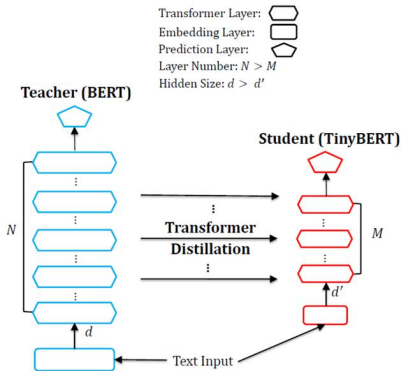 Transformer Layer:
Embedding Layer:
Prediction Layer:
Layer Number: N > M
Hidden Size: d > d′
Teacher (BERT)
Student (TinyBERT)
N
Transformer
Distillation
M
d′
d
Text Input